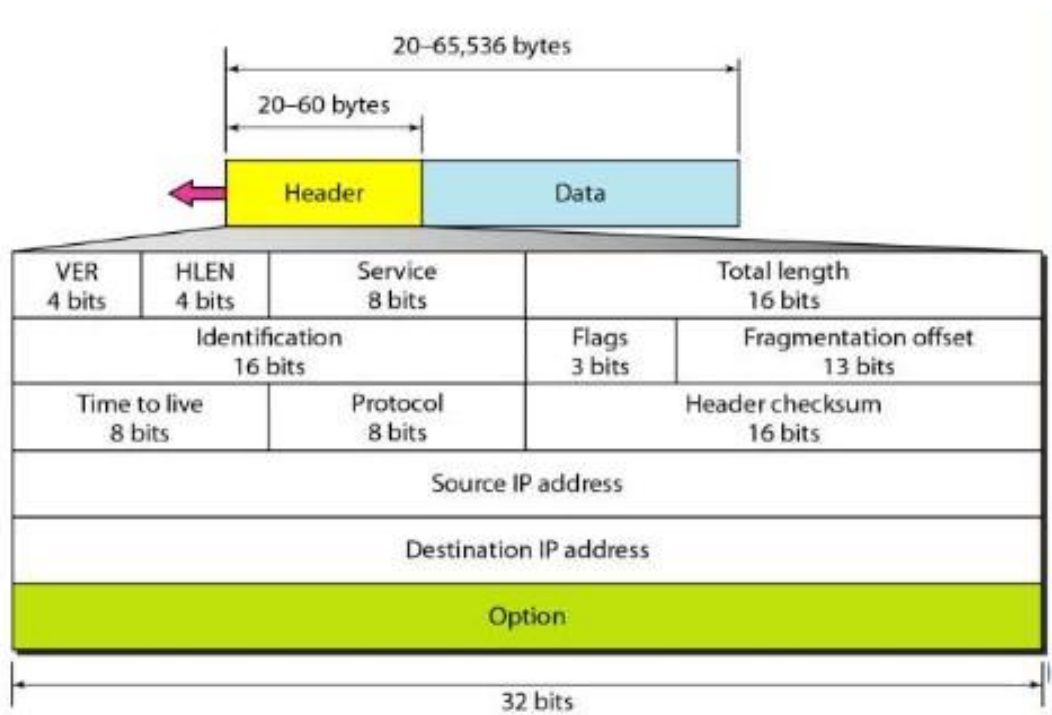 20–65,536 bytes
20–60 bytes
Header
Data
VER
4 bits
HLEN
4 bits
Service
8 bits
Total length
16 bits
Identification
16 bits
Flags
3 bits
Fragmentation offset
13 bits
Time to live
8 bits
Protocol
8 bits
Header checksum
16 bits
Source IP address
Destination IP address
Option
32 bits